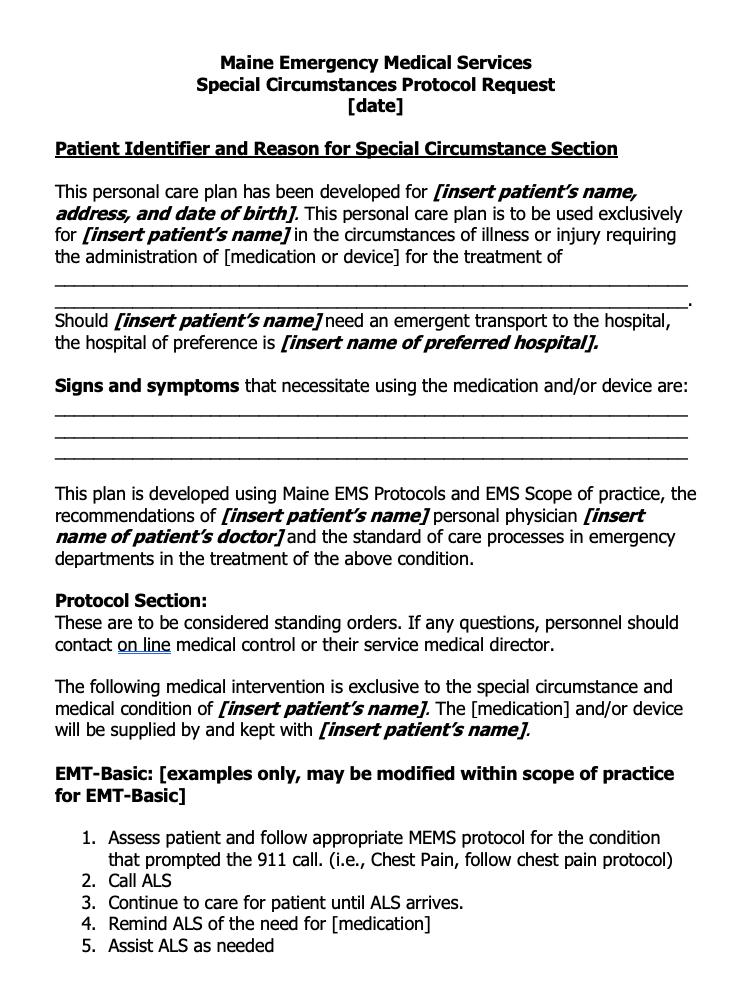 Maine Emergency Medical Services
Special Circumstances Protocol Request
[date]
Patient Identifier and Reason for Special Circumstance Section
This personal care plan has been developed for [insert patient's name,
address, and date of birth]. This personal care plan is to be used exclusively
for [insert patient's name] in the circumstances of illness or injury requiring
the administration of [medication or device] for the treatment of
_______________________________________________________________
_______________________________________________________________.
Should [insert patient's name] need an emergent transport to the hospital,
the hospital of preference is [insert name of preferred hospital].
Signs and symptoms that necessitate using the medication and/or device are:
_______________________________________________________________
_______________________________________________________________
_______________________________________________________________
This plan is developed using Maine EMS Protocols and EMS Scope of practice, the
recommendations of [insert patient's name] personal physician [insert
name of patient's doctor] and the standard of care processes in emergency
departments in the treatment of the above condition.
Protocol Section:
These are to be considered standing orders. If any questions, personnel should
contact on line medical control or their service medical director.
The following medical intervention is exclusive to the special circumstance and
medical condition of [insert patient's name]. The [medication] and/or device
will be supplied by and kept with [insert patient's name].
EMT-Basic: [examples only, may be modified within scope of practice
for EMT-Basic]
1. Assess patient and follow appropriate MEMS protocol for the condition
that prompted the 911 call. (i.e., Chest Pain, follow chest pain protocol)
2. Call ALS
3. Continue to care for patient until ALS arrives.
4. Remind ALS of the need for [medication]
5. Assist ALS as needed